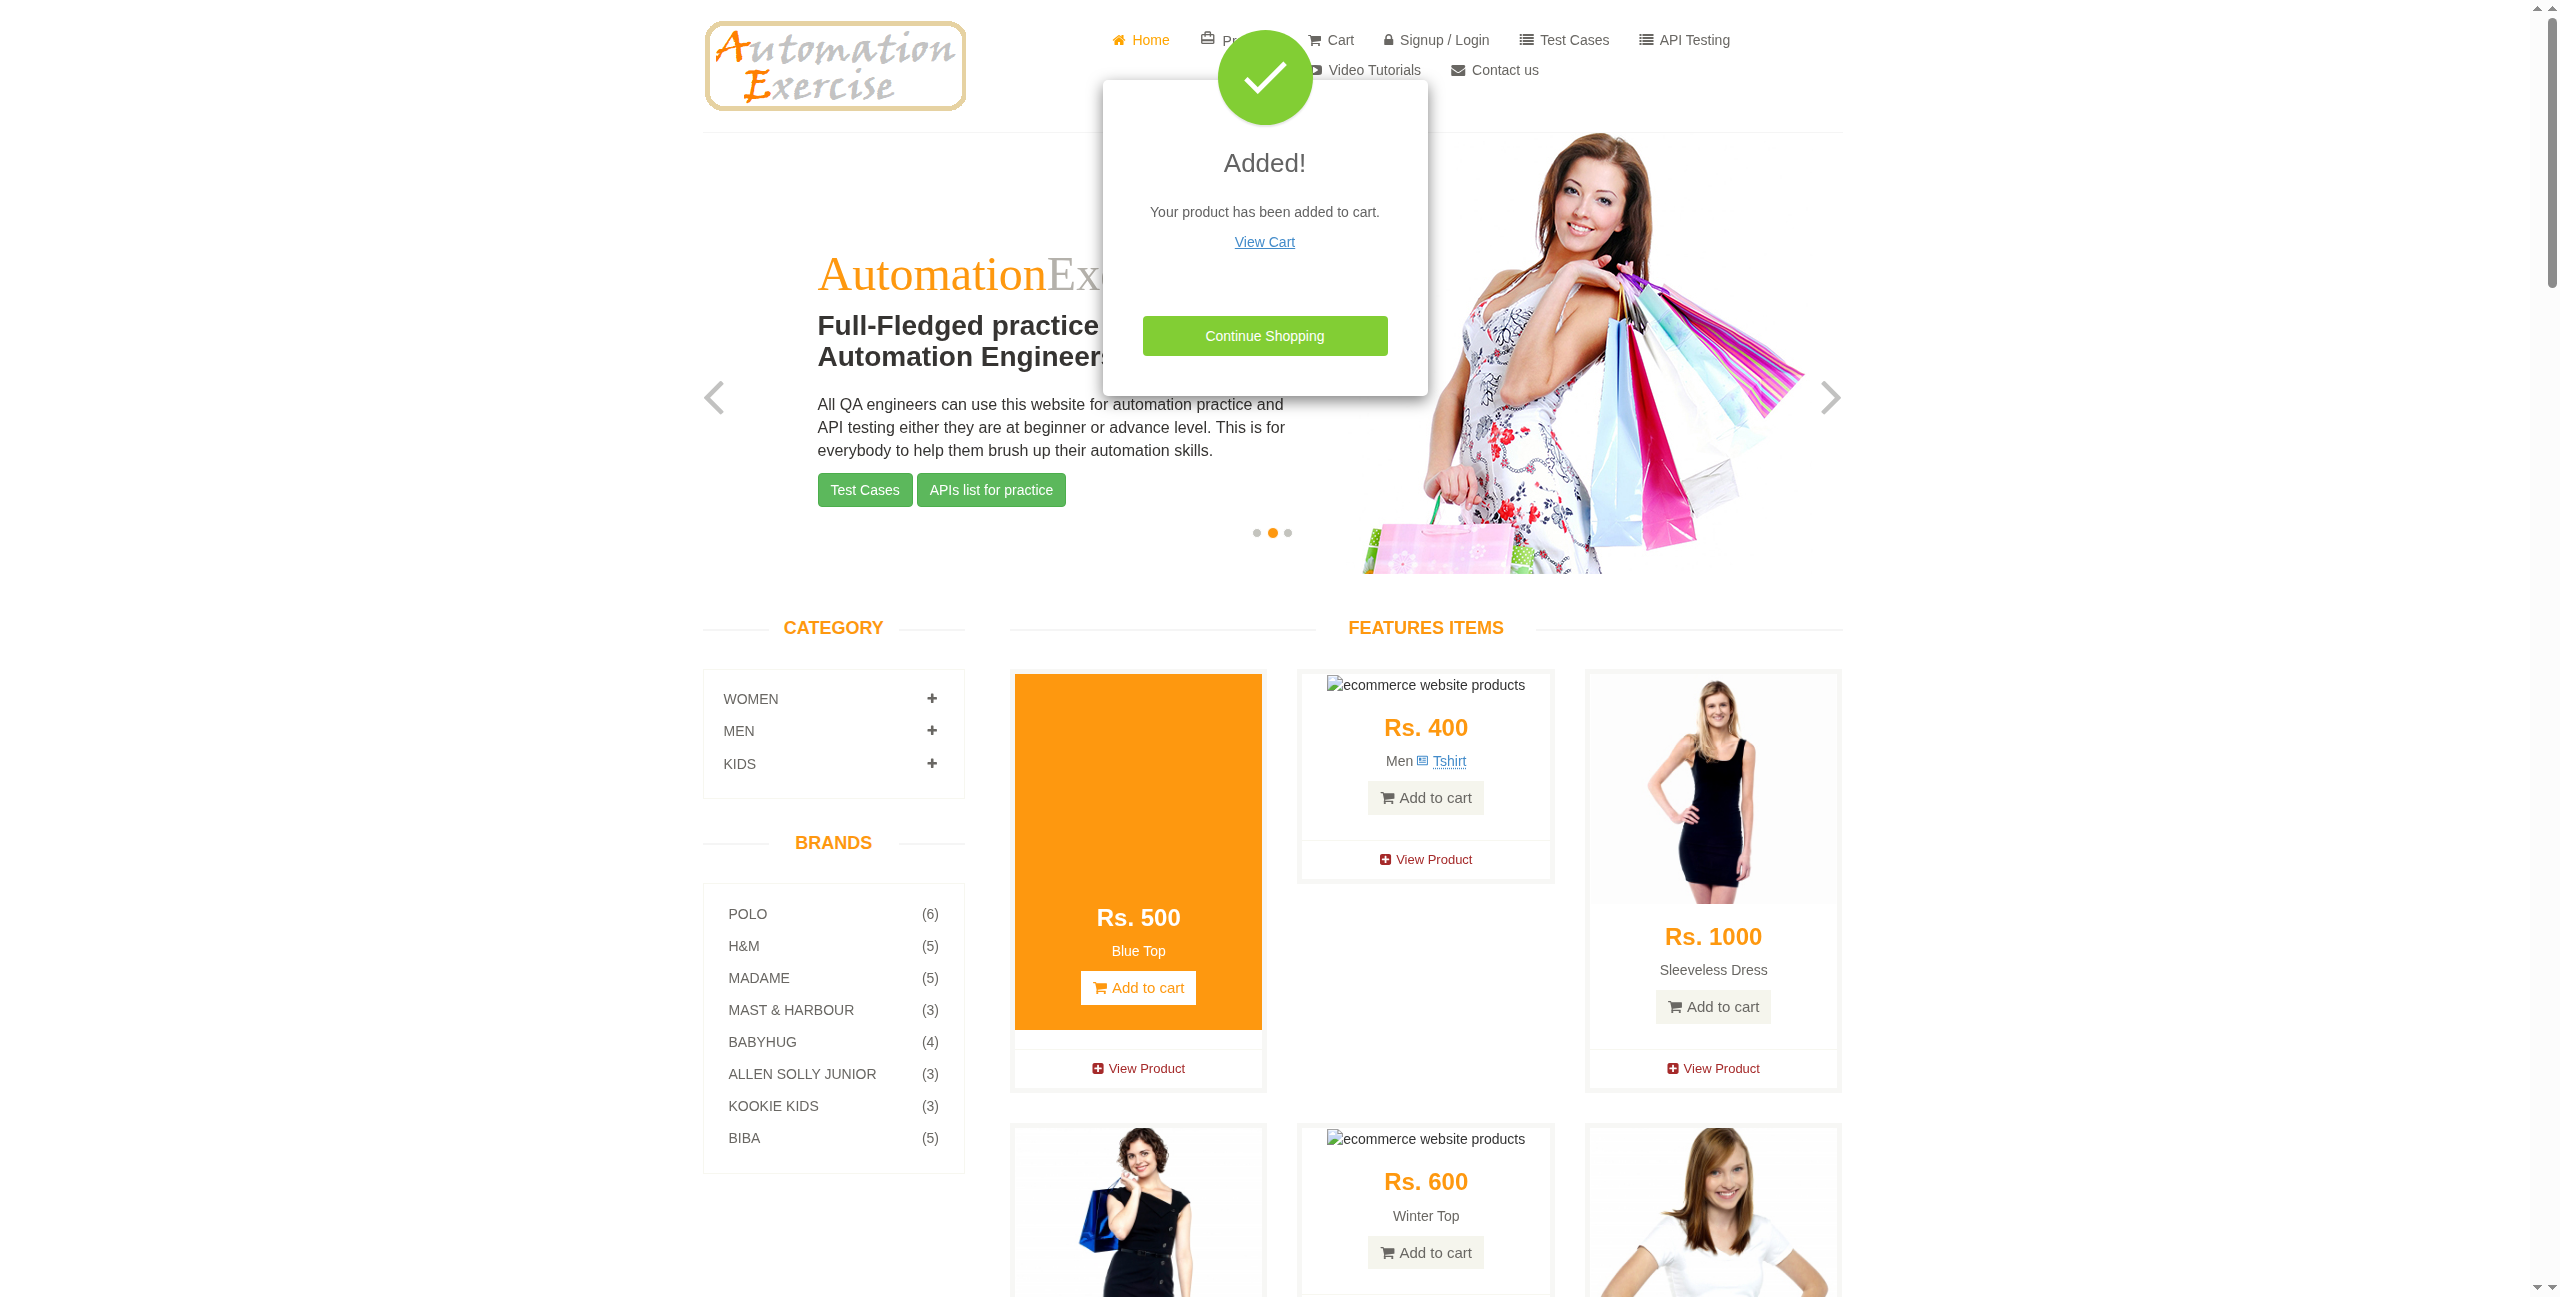 Automation
Exercise
Home
Pr
Cart
Signup / Login
Test Cases
API Testing
Video Tutorials
Contact us
Added!
Your product has been added to cart.
View Cart
Continue Shopping
AutomationEx
Full-Fledged practice
Automation Engineers
All QA engineers can use this website for automation practice and
API testing either they are at beginner or advance level. This is for
everybody to help them brush up their automation skills.
Test Cases
APIs list for practice
CATEGORY
WOMEN
MEN
KIDS
BRANDS
POLO (6)
H&M (5)
MADAME (5)
MAST & HARBOUR (3)
BABYHUG (4)
ALLEN SOLLY JUNIOR (3)
KOOKIE KIDS (3)
BIBA (5)
FEATURES ITEMS
Rs. 500
Blue Top
Add to cart
View Product
ecommerce website products
Rs. 400
Men Tshirt
Add to cart
View Product
Rs. 1000
Sleeveless Dress
Add to cart
View Product
ecommerce website products
Rs. 600
Winter Top
Add to cart